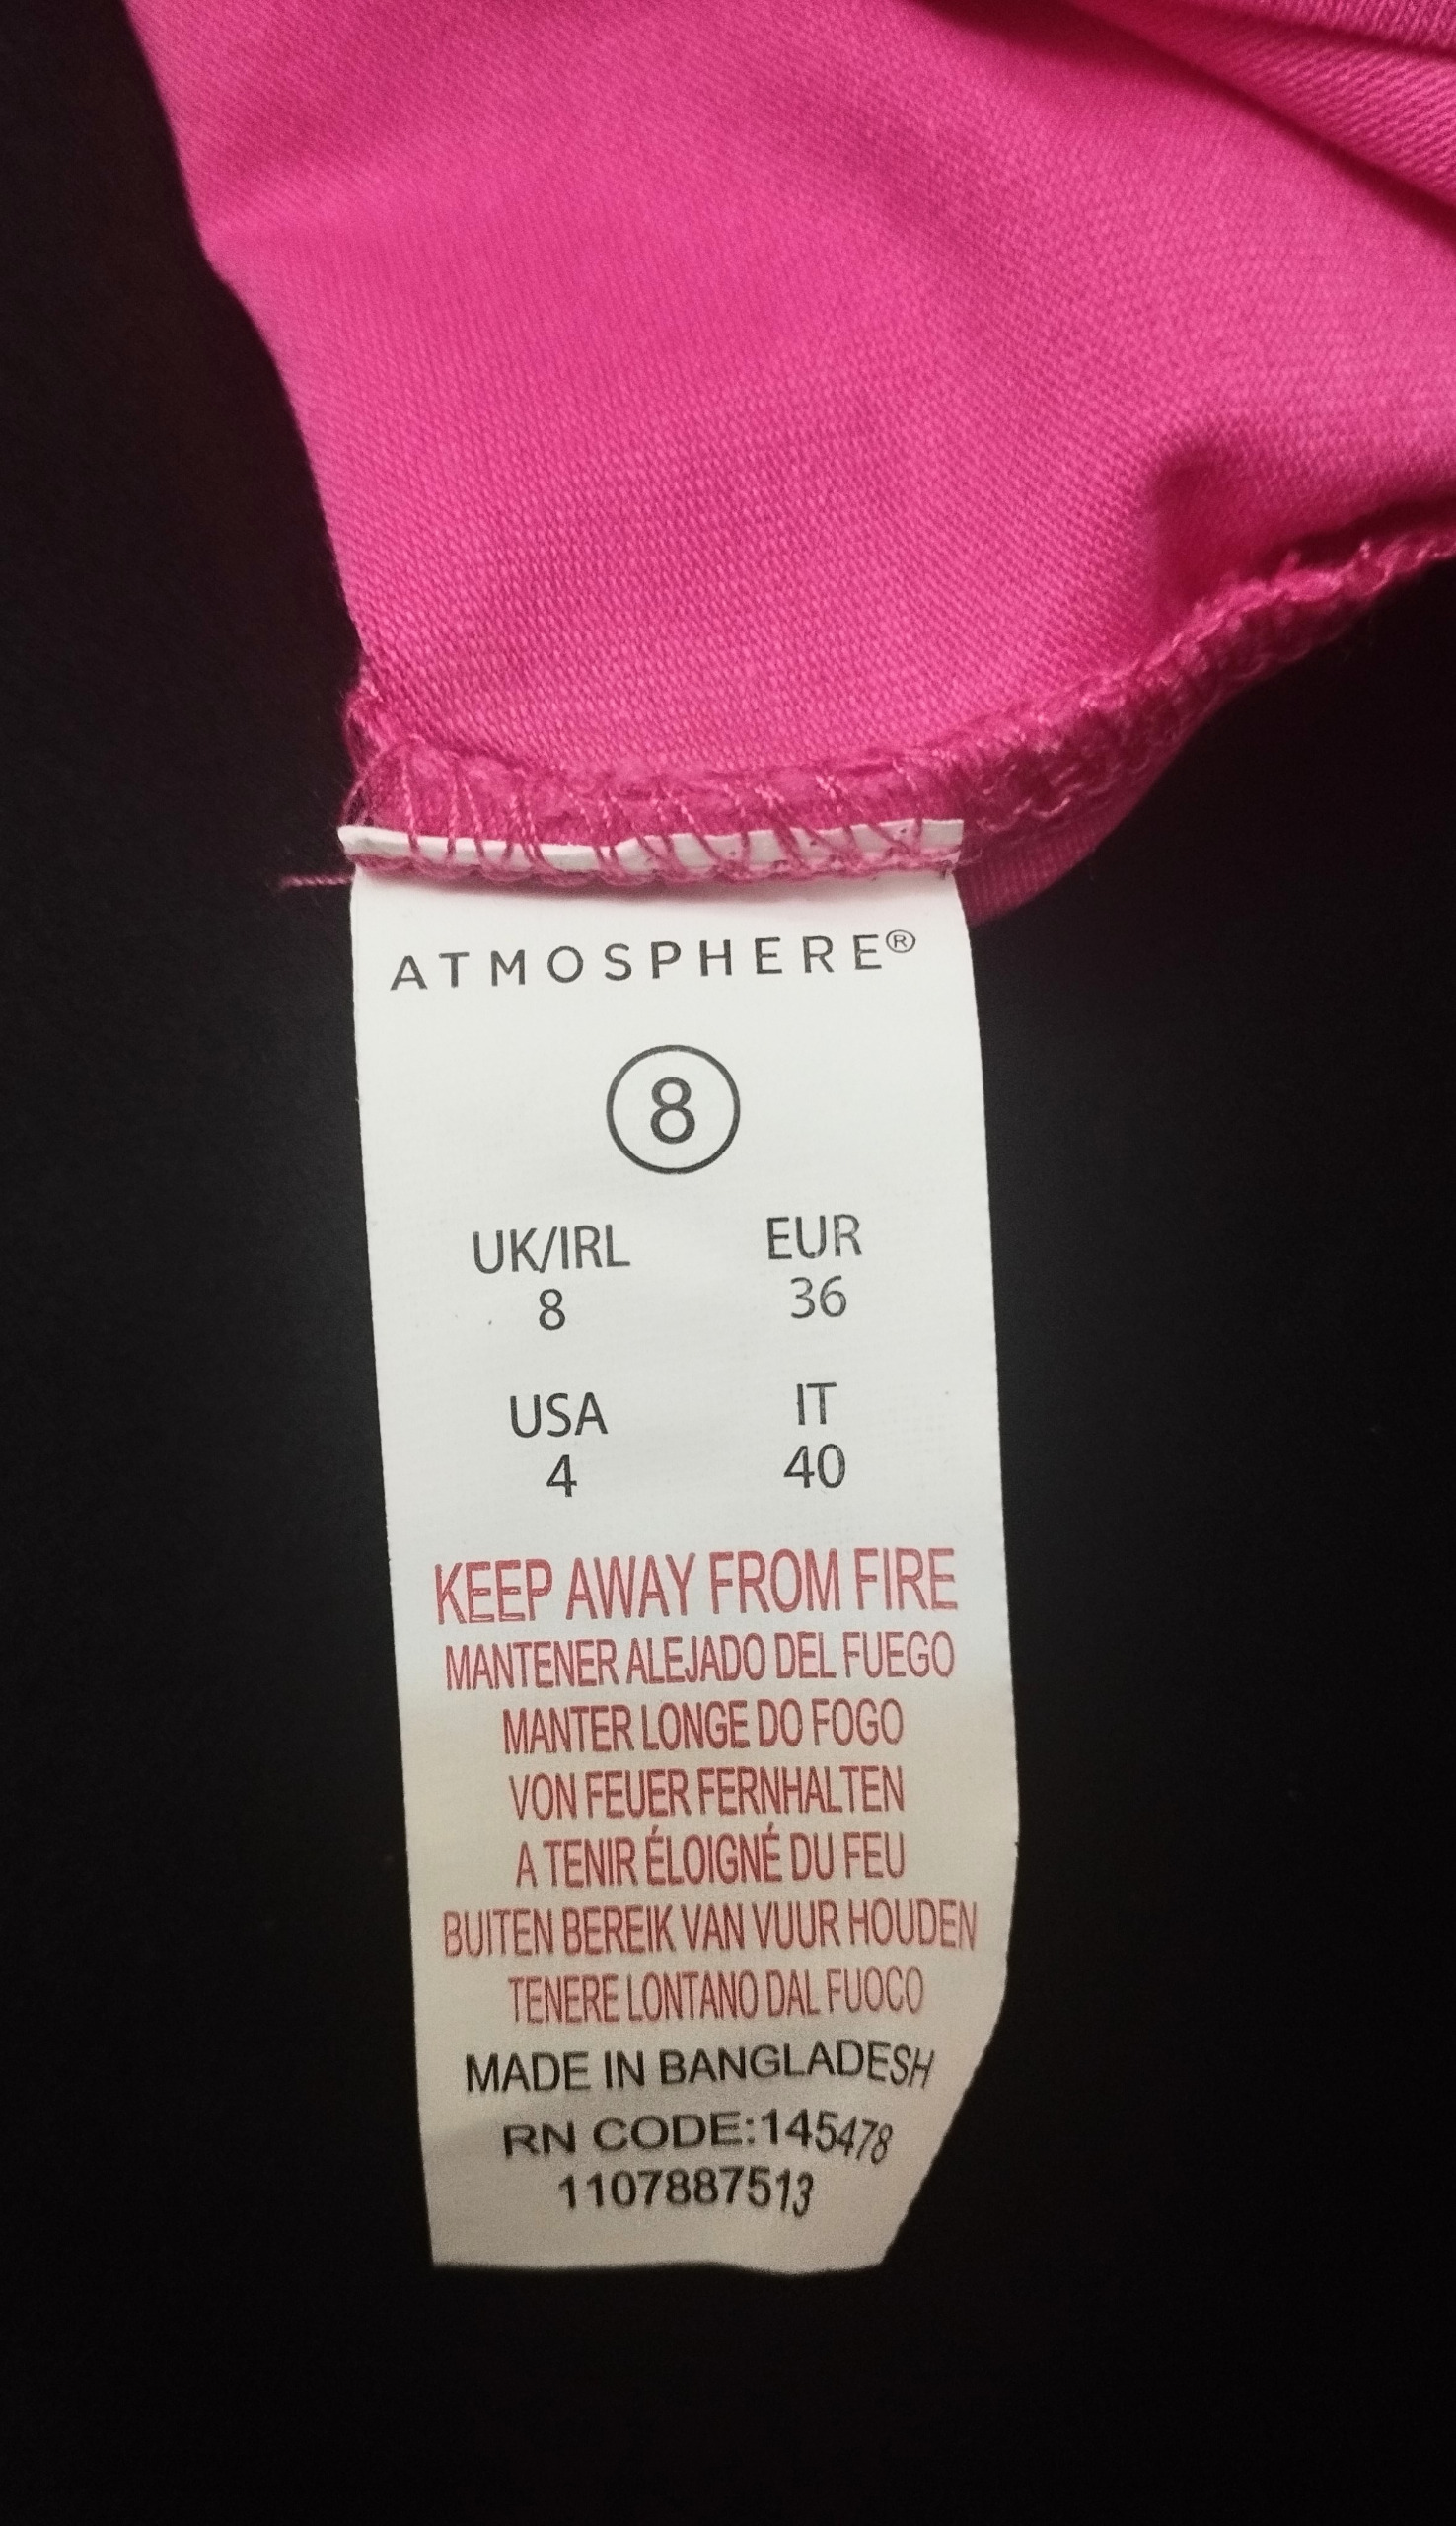 ATMOSPHERE®
8
UK/IRL EUR
8 36
USA IT
4 40
KEEP AWAY FROM FIRE
MANTENER ALEJADO DEL FUEGO
MANTER LONGE DO FOGO
VON FEUER FERNHALTEN
A TENIR ÉLOIGNÉ DU FEU
BUITEN BEREIK VAN VUUR HOUDEN
TENERE LONTANO DAL FUOCO
MADE IN BANGLADESH
RN CODE:145478
1107887513